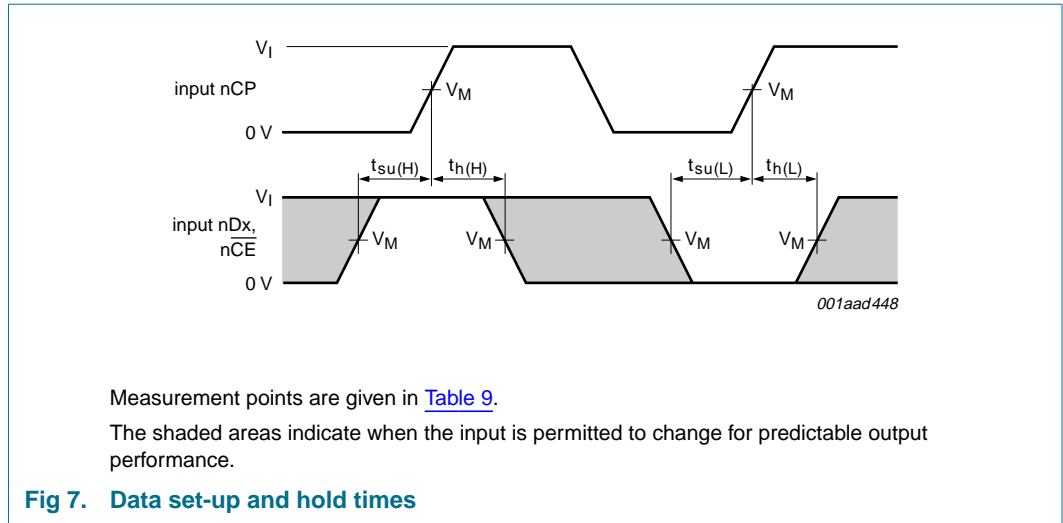 VI
input nCP
VM
VM
0 V
tsu(H)
th(H)
tsu(L)
th(L)
VI
input nDx,
nCE
VM
VM
VM
VM
0 V
001aad448
Measurement points are given in Table 9.
The shaded areas indicate when the input is permitted to change for predictable output
performance.
Fig 7. Data set-up and hold times